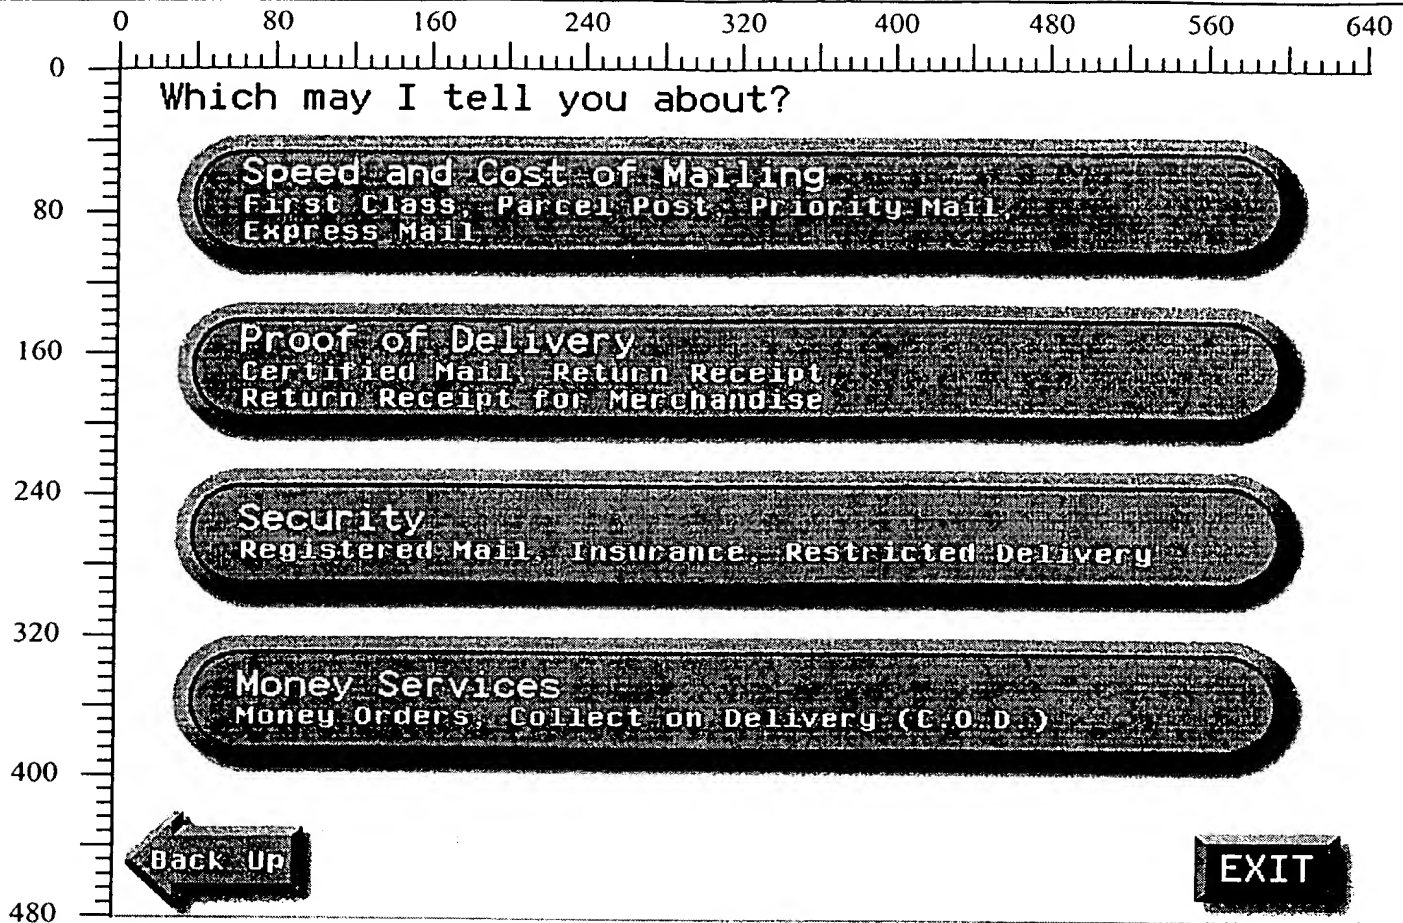 0 80 160 240 320 400 480 560 640
0
Which may I tell you about?
Speed and Cost of Mailing
80
First Class, Parcel Post, Priority Mail,
Express Mail
Proof of Delivery
160
Certified Mail, Return Receipt,
Return Receipt for Merchandise
240
Security
Registered Mail, Insurance, Restricted Delivery
320
Money Services
Money Orders, Collect on Delivery (C.O.D.)
400
Back Up
EXIT
480